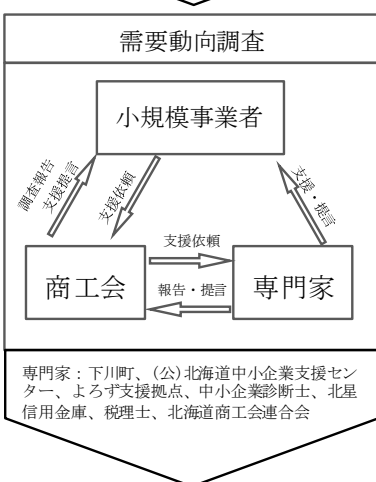 需要動向調査
小規模事業者
調査報告
支援提言
支援依頼
支援・提言
支援依頼
商工会
報告・提言
専門家
専門家：下川町、(公)北海道中小企業支援セン
ター、よろず支援拠点、中小企業診断士、北星
信用金庫、税理士、北海道商工会連合会